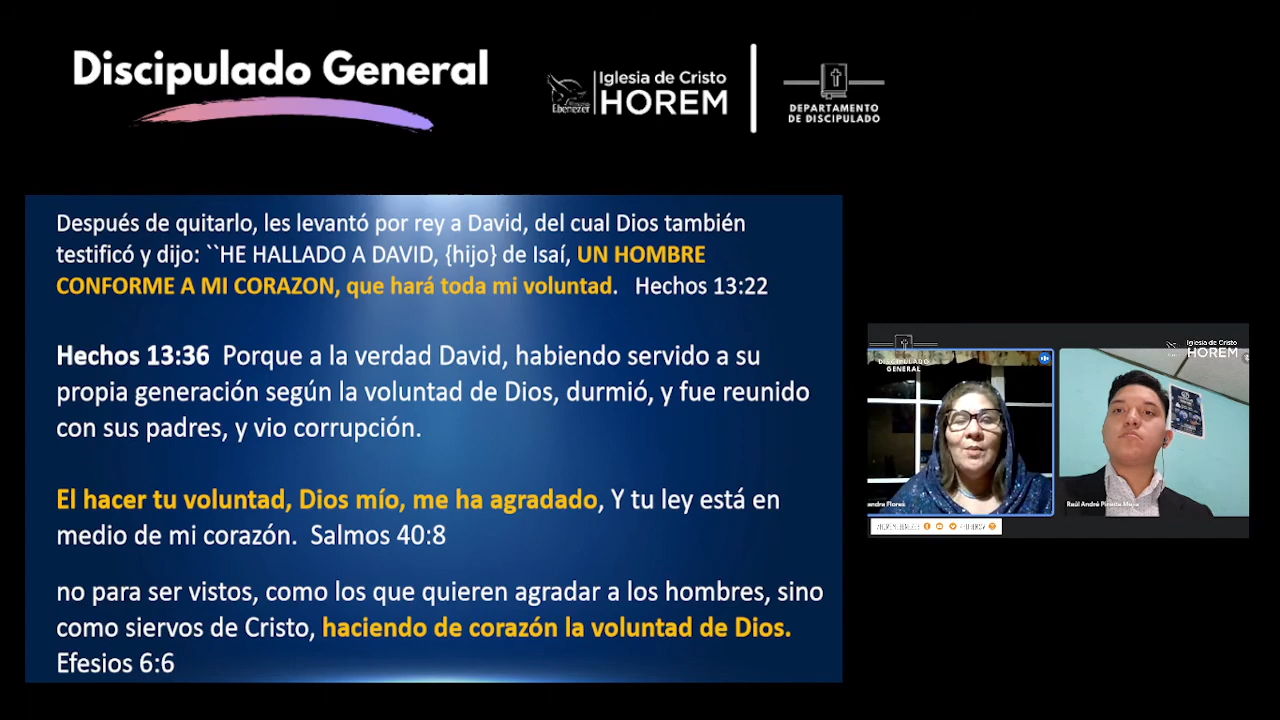 Discipulado General
Ebenezer
Iglesia de Cristo
HOREM
DEPARTAMENTO
DE DISCIPULADO
Después de quitarlo, les levantó por rey a David, del cual Dios también
testificó y dijo: ``HE HALLADO A DAVID, {hijo} de Isaí, UN HOMBRE
CONFORME A MI CORAZON, que hará toda mi voluntad. Hechos 13:22
Hechos 13:36 Porque a la verdad David, habiendo servido a su
propia generación según la voluntad de Dios, durmió, y fue reunido
con sus padres, y vio corrupción.
El hacer tu voluntad, Dios mío, me ha agradado, Y tu ley está en
medio de mi corazón. Salmos 40:8
no para ser vistos, como los que quieren agradar a los hombres, sino
como siervos de Cristo, haciendo de corazón la voluntad de Dios.
Efesios 6:6
DISCIPULADO
GENERAL
Iglesia de Cristo
HOREM
andre Flores
Raúl André